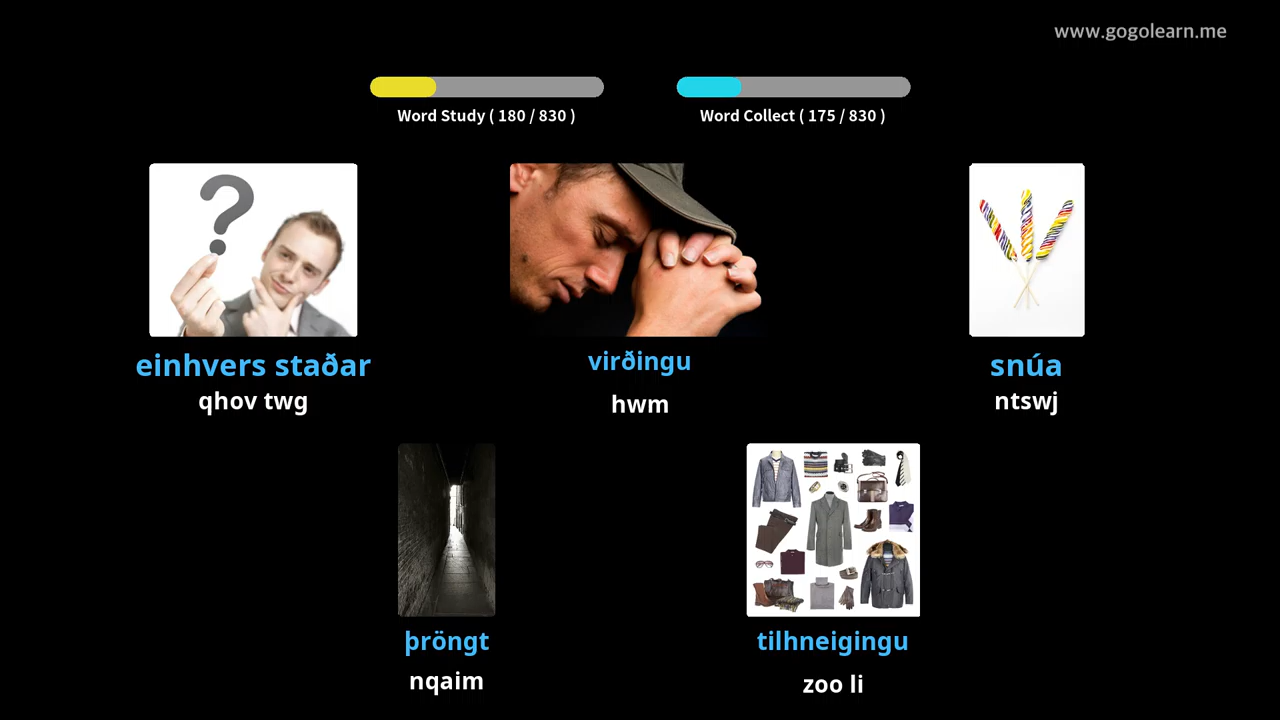 www.gogolearn.me
Word Study ( 180 / 830 )
Word Collect ( 175 / 830 )
einhvers staðar
qhov twg
virðingu
hwm
snúa
ntswj
þröngt
nqaim
tilhneigingu
zoo li